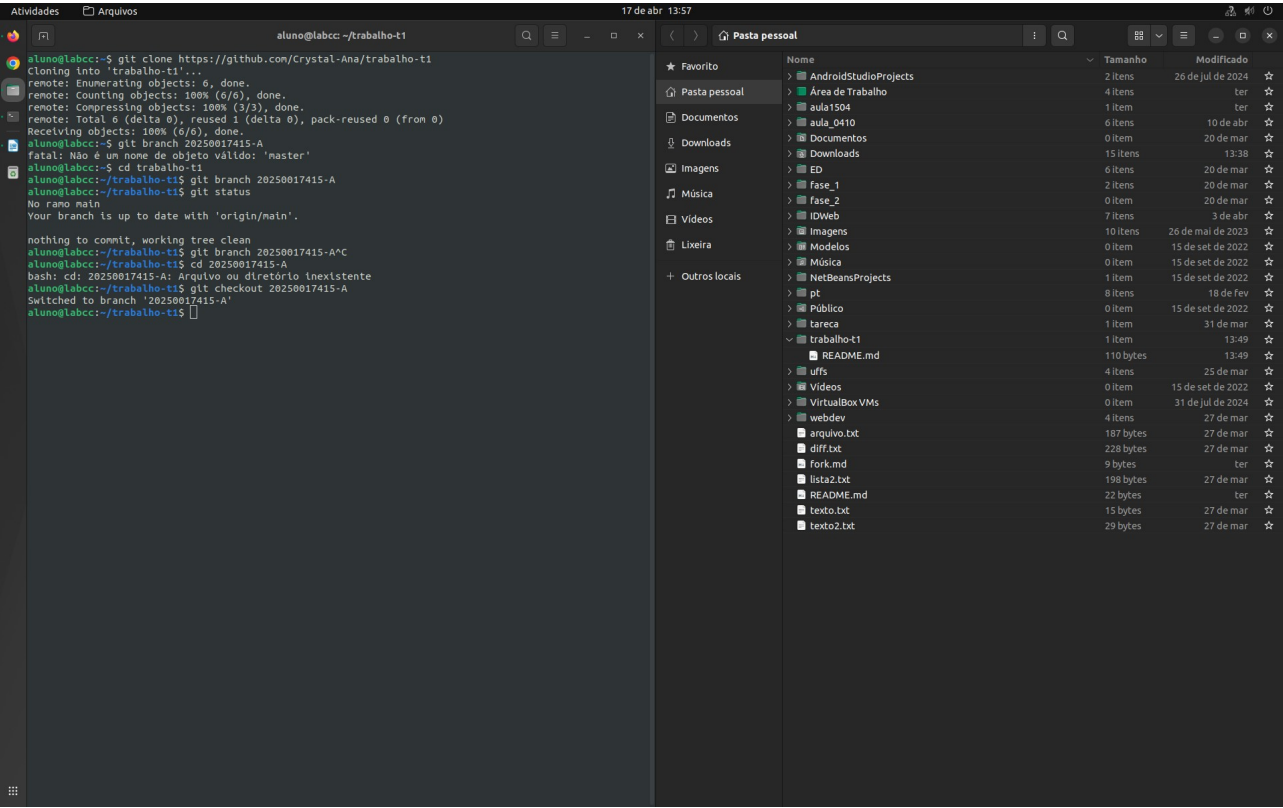 Atividades
Arquivos
17 de abr 13:57
aluno@labcc: ~/trabalho-t1
aluno@labcc:~$ git clone https://github.com/Crystal-Ana/trabalho-t1
Cloning into 'trabalho-t1'...
remote: Enumerating objects: 6, done.
remote: Counting objects: 100% (6/6), done.
remote: Compressing objects: 100% (3/3), done.
remote: Total 6 (delta 0), reused 1 (delta 0), pack-reused 0 (from 0)
Receiving objects: 100% (6/6), done.
aluno@labcc:~$ git branch 20250017415-A
fatal: Não é um nome de objeto válido: 'master'
aluno@labcc:~$ cd trabalho-t1
aluno@labcc:~/trabalho-t1$ git branch 20250017415-A
aluno@labcc:~/trabalho-t1$ git status
No ramo main
Your branch is up to date with 'origin/main'.
nothing to commit, working tree clean
aluno@labcc:~/trabalho-t1$ git branch 20250017415-A^C
aluno@labcc:~/trabalho-t1$ cd 20250017415-A
bash: cd: 20250017415-A: Arquivo ou diretório inexistente
aluno@labcc:~/trabalho-t1$ git checkout 20250017415-A
Switched to branch '20250017415-A'
aluno@labcc:~/trabalho-t1$
Pasta pessoal
Favorito
Pasta pessoal
Documentos
Downloads
Imagens
Música
Vídeos
Lixeira
+ Outros locais
Nome Tamanho Modificado
AndroidStudioProjects 2 itens 26 de jul de 2024
Área de Trabalho 4 itens ter
aula1504 1 item ter
aula_0410 6 itens 10 de abr
Documentos 0 item 20 de mar
Downloads 15 itens 13:38
ED 6 itens 20 de mar
fase_1 2 itens 20 de mar
fase_2 0 item 20 de mar
IDWeb 7 itens 3 de abr
Imagens 10 itens 26 de mai de 2023
Modelos 0 item 15 de set de 2022
Música 0 item 15 de set de 2022
NetBeansProjects 1 item 15 de set de 2022
pt 8 itens 18 de fev
Público 0 item 15 de set de 2022
tareca 1 item 31 de mar
trabalho-t1 1 item 13:49
README.md 110 bytes 13:49
uffs 4 itens 25 de mar
Vídeos 0 item 15 de set de 2022
VirtualBox VMs 0 item 31 de jul de 2024
webdev 4 itens 27 de mar
arquivo.txt 187 bytes 27 de mar
diff.txt 228 bytes 27 de mar
fork.md 9 bytes ter
lista2.txt 198 bytes 27 de mar
README.md 22 bytes ter
texto.txt 15 bytes 27 de mar
texto2.txt 29 bytes 27 de mar